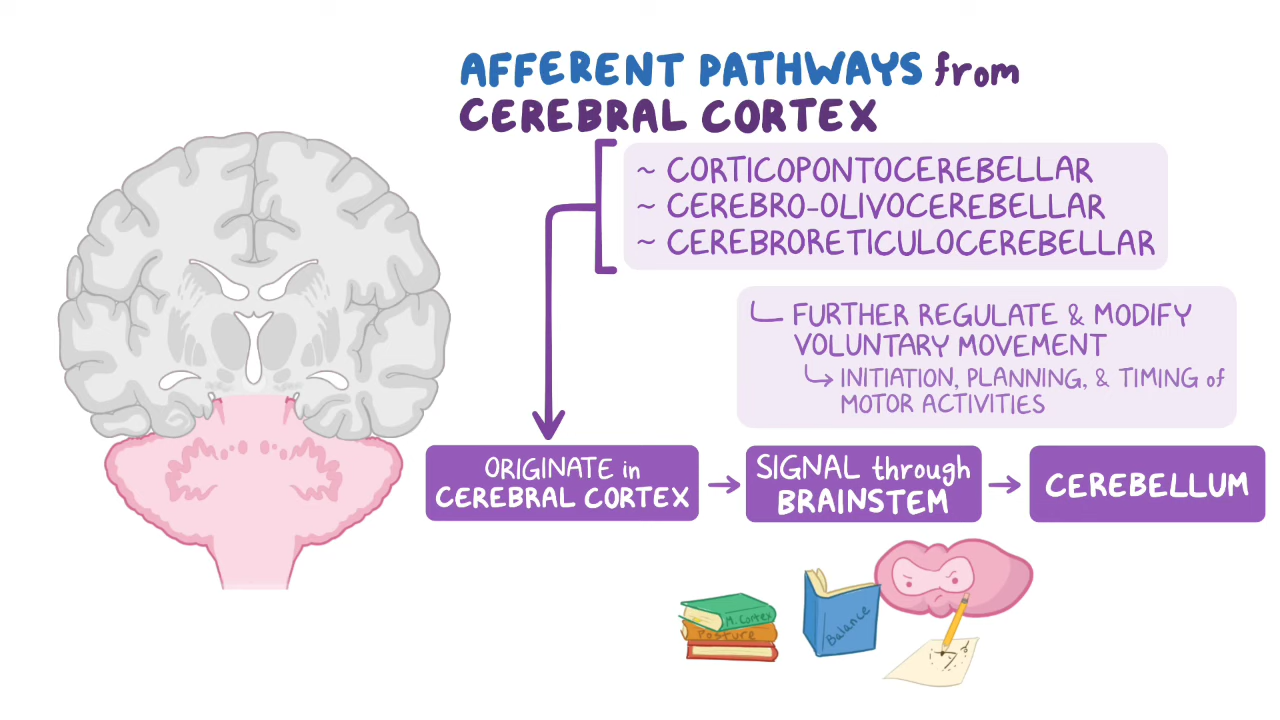 AFFERENT PATHWAYS from
CEREBRAL CORTEX
~ CORTICOPONTOCEREBELLAR
~ CEREBRO-OLIVOCEREBELLAR
~ CEREBRORETICULOCEREBELLAR
FURTHER REGULATE & MODIFY
VOLUNTARY MOVEMENT
↳ INITIATION, PLANNING, & TIMING of
MOTOR ACTIVITIES
ORIGINATE in
CEREBRAL CORTEX
→
SIGNAL through
BRAINSTEM
→
CEREBELLUM
M. Cortex
Posture
Balance